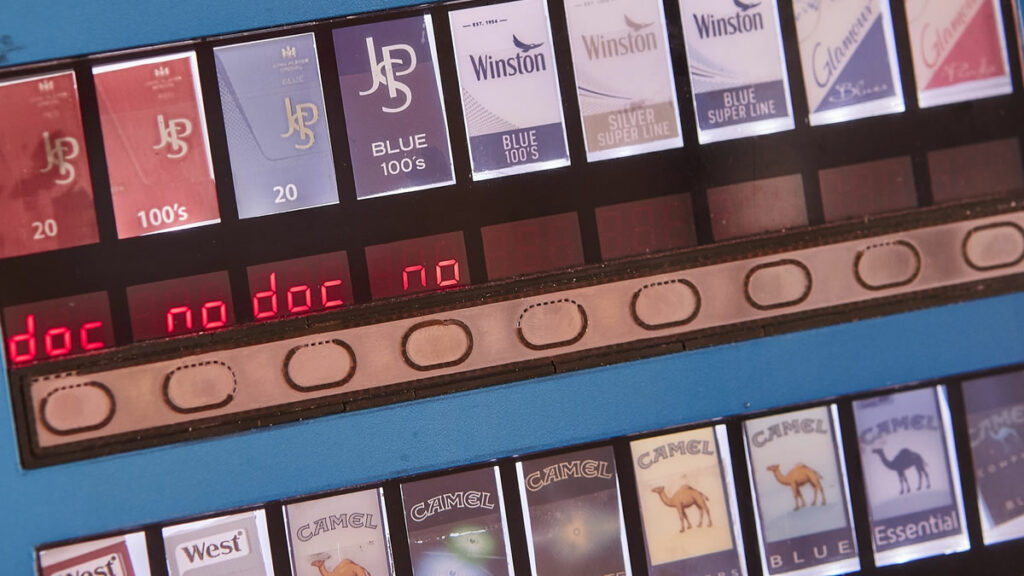 JPS
20
JPS
100's
BLUE
JPS
20
JPS
BLUE
100's
EST. 1954
Winston
BLUE
100'S
Winston
SILVER
SUPER LINE
Winston
BLUE
SUPER LINE
Glamour
Blues
Glamour
doc
no
doc
no
West
West
CAMEL
CAMEL
CAMEL
CAMEL
CAMEL
BLUE
CAMEL
Essential